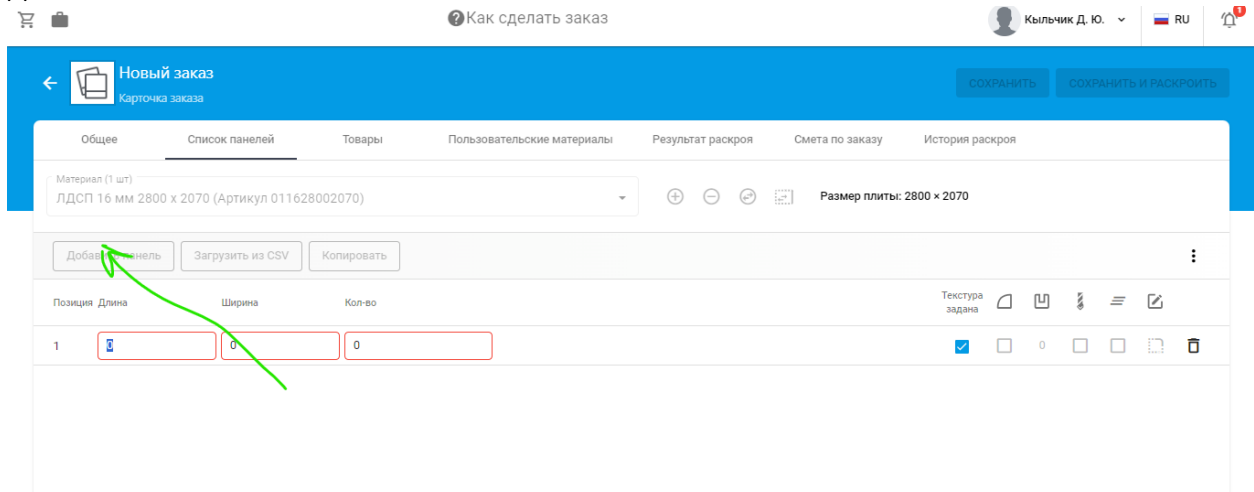 Как сделать заказ
Кыльчик Д. Ю.
RU
1
Новый заказ
Карточка заказа
СОХРАНИТЬ
СОХРАНИТЬ И РАСКРОИТЬ
Общее
Список панелей
Товары
Пользовательские материалы
Результат раскроя
Смета по заказу
История раскроя
Материал (1 шт)
ЛДСП 16 мм 2800 x 2070 (Артикул 011628002070)
Размер плиты: 2800 × 2070
Добавить панель
Загрузить из CSV
Копировать
Позиция
Длина
Ширина
Кол-во
Текстура
задана
1
0
0
0
0